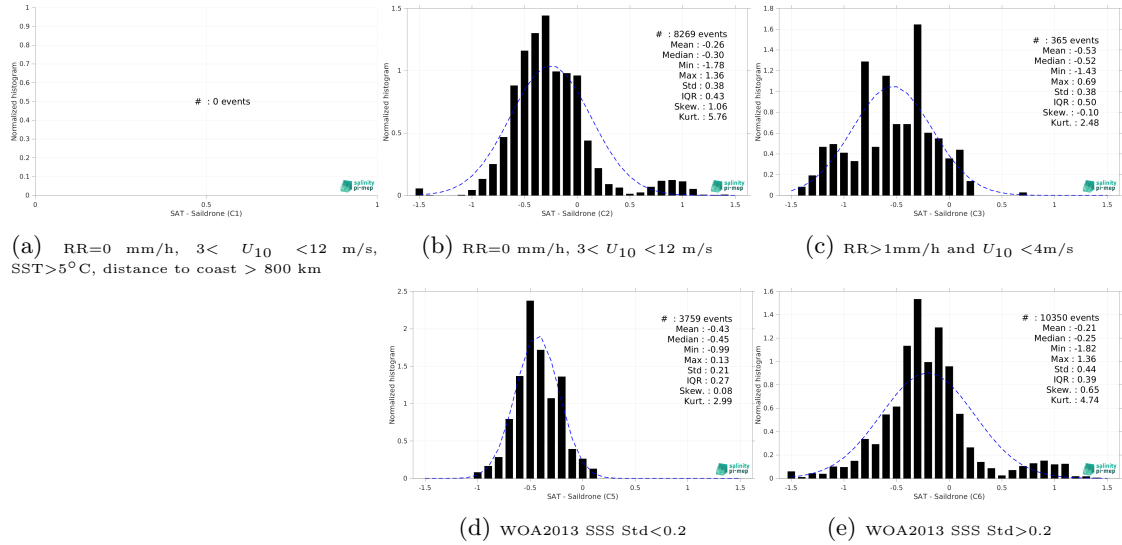 1
0.9
0.8
0.7
0.6
0.5
0.4
0.3
0.2
0.1
0
Normalized histogram
# : 0 events
0
0.5
1
SAT - Saildrone (C1)
salinity
pi-mep
(a) RR=0 mm/h, 3< U10 <12 m/s,
SST>5°C, distance to coast > 800 km
1.5
1
0.5
0
Normalized histogram
# : 8269 events
Mean : -0.26
Median : -0.30
Min : -1.78
Max : 1.36
Std : 0.38
IQR : 0.43
Skew. : 1.06
Kurt. : 5.76
-1.5 -1 -0.5 0 0.5 1 1.5
SAT - Saildrone (C2)
salinity
pi-mep
(b) RR=0 mm/h, 3< U10 <12 m/s
1.8
1.6
1.4
1.2
1
0.8
0.6
0.4
0.2
0
Normalized histogram
# : 365 events
Mean : -0.53
Median : -0.52
Min : -1.43
Max : 0.69
Std : 0.38
IQR : 0.50
Skew. : -0.10
Kurt. : 2.48
-1.5 -1 -0.5 0 0.5 1 1.5
SAT - Saildrone (C3)
salinity
pi-mep
(c) RR>1mm/h and U10 <4m/s
2.5
2
1.5
1
0.5
0
Normalized histogram
# : 3759 events
Mean : -0.43
Median : -0.45
Min : -0.99
Max : 0.13
Std : 0.21
IQR : 0.27
Skew. : 0.08
Kurt. : 2.99
-1.5 -1 -0.5 0 0.5 1 1.5
SAT - Saildrone (C5)
salinity
pi-mep
(d) WOA2013 SSS Std<0.2
1.6
1.4
1.2
1
0.8
0.6
0.4
0.2
0
Normalized histogram
# : 10350 events
Mean : -0.21
Median : -0.25
Min : -1.82
Max : 1.36
Std : 0.44
IQR : 0.39
Skew. : 0.65
Kurt. : 4.74
-1.5 -1 -0.5 0 0.5 1 1.5
SAT - Saildrone (C6)
salinity
pi-mep
(e) WOA2013 SSS Std>0.2